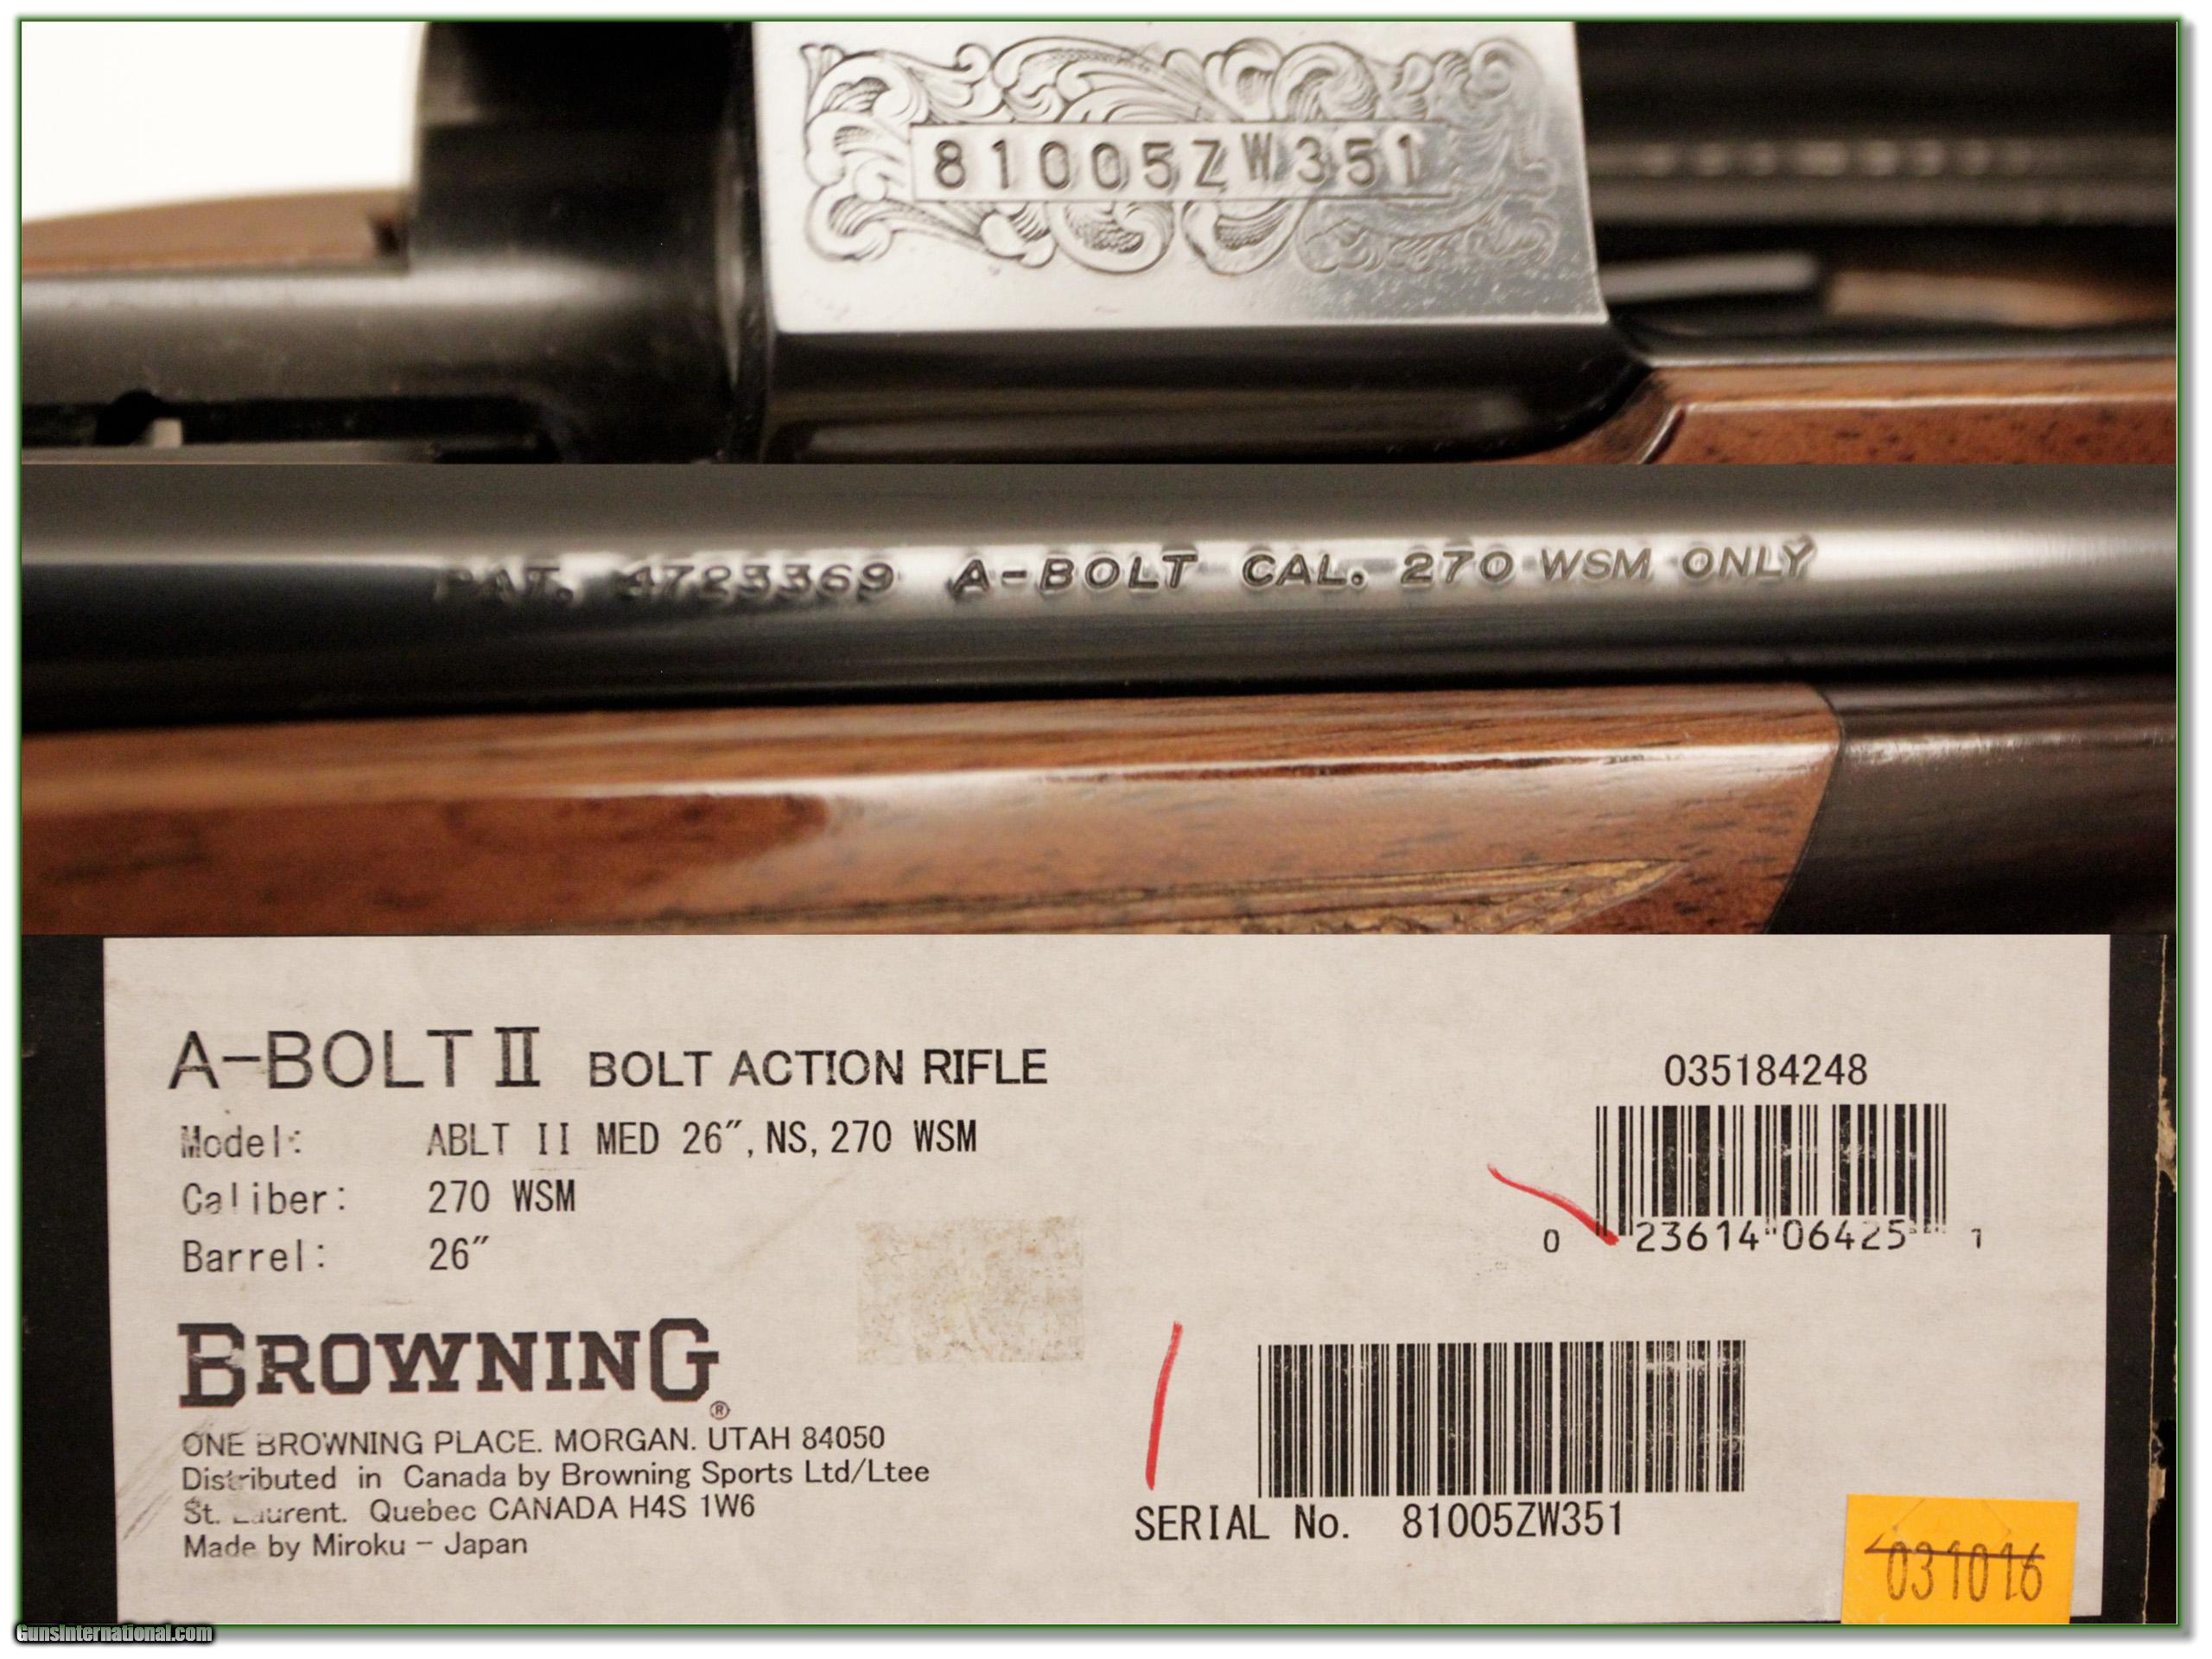 81005ZW351
PAT. 4723369 A-BOLT CAL. 270 WSM ONLY
A-BOLT II BOLT ACTION RIFLE
035184248
Model: ABLT II MED 26″, NS, 270 WSM
Caliber: 270 WSM
Barrel: 26″
0 23614 06425 1
BROWNING®
ONE BROWNING PLACE. MORGAN. UTAH 84050
Distributed in Canada by Browning Sports Ltd/Ltee
St. Laurent. Quebec CANADA H4S 1W6
Made by Miroku - Japan
SERIAL No. 81005ZW351
031016
GunsInternational.com